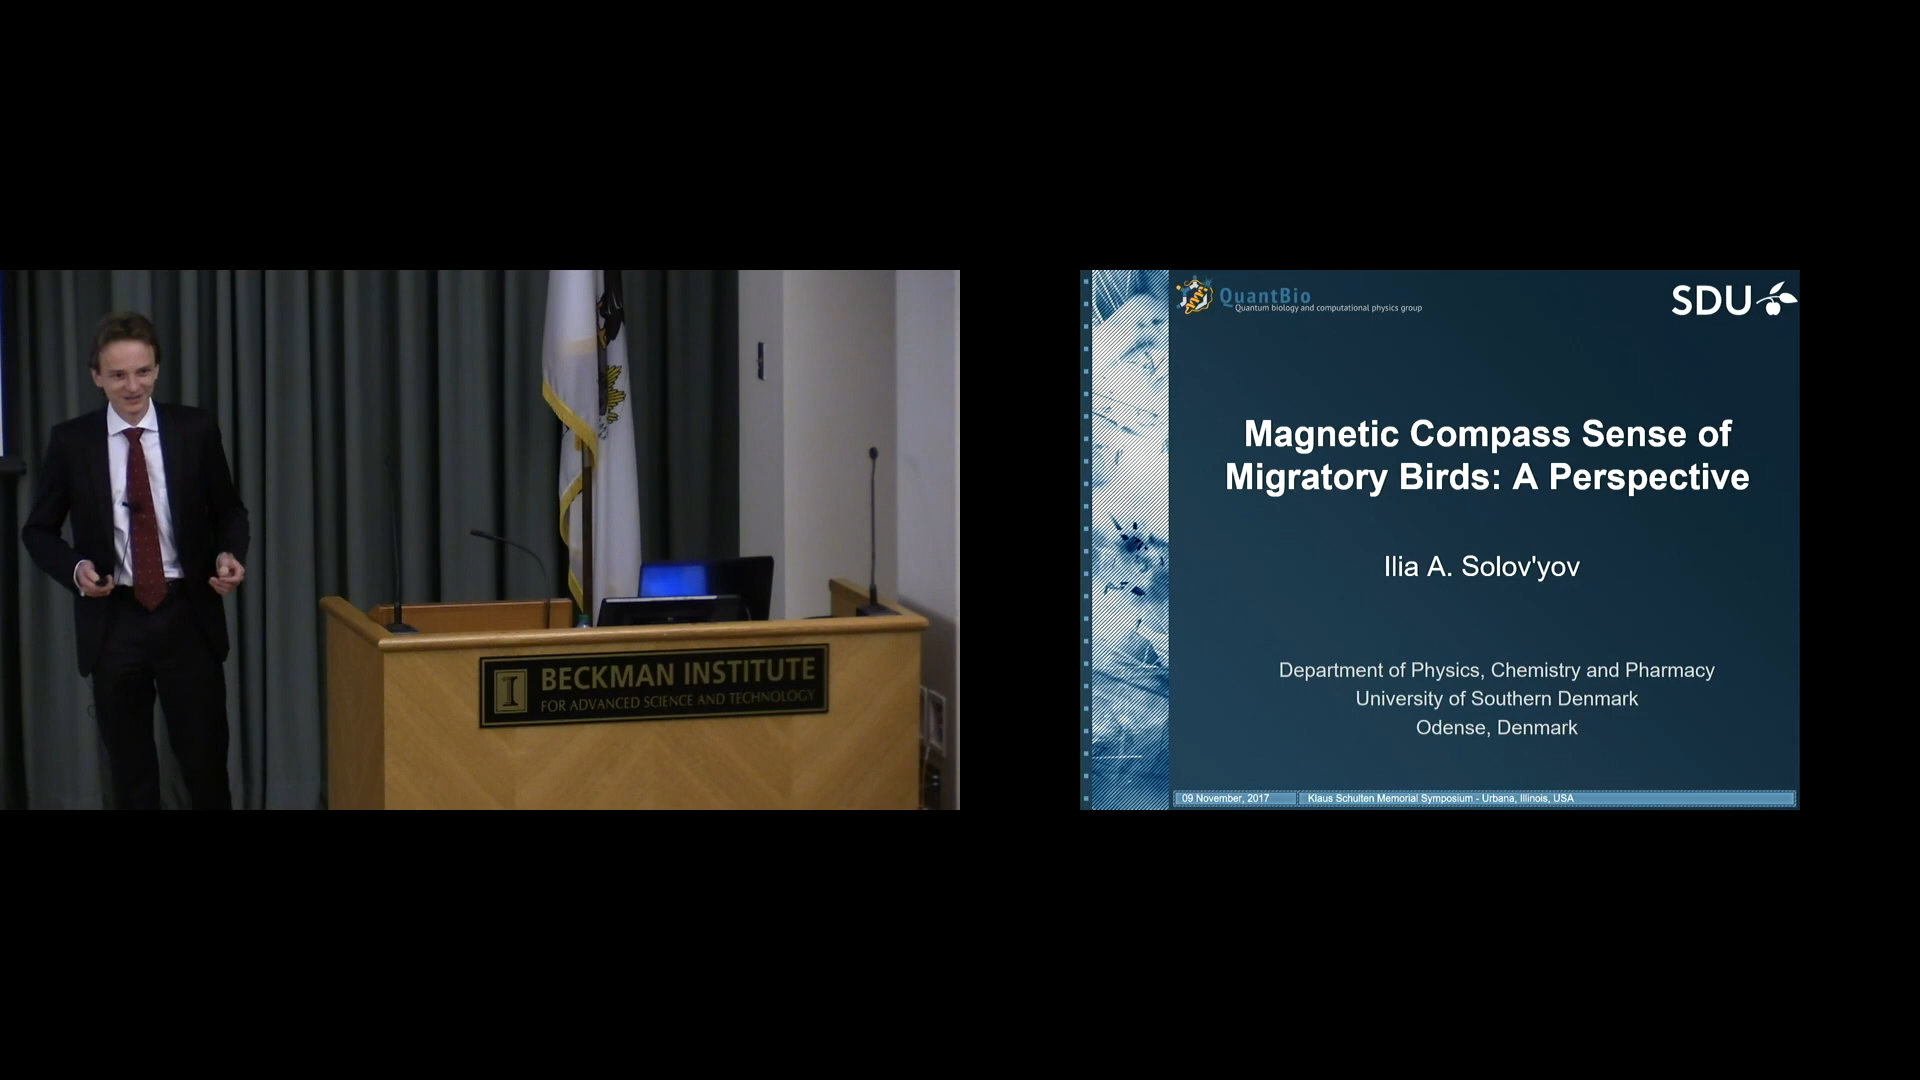 BECKMAN INSTITUTE
FOR ADVANCED SCIENCE AND TECHNOLOGY
QuantBio
Quantum biology and computational physics group
SDU
Magnetic Compass Sense of
Migratory Birds: A Perspective
Ilia A. Solov'yov
Department of Physics, Chemistry and Pharmacy
University of Southern Denmark
Odense, Denmark
09 November, 2017
Klaus Schulten Memorial Symposium - Urbana, Illinois, USA